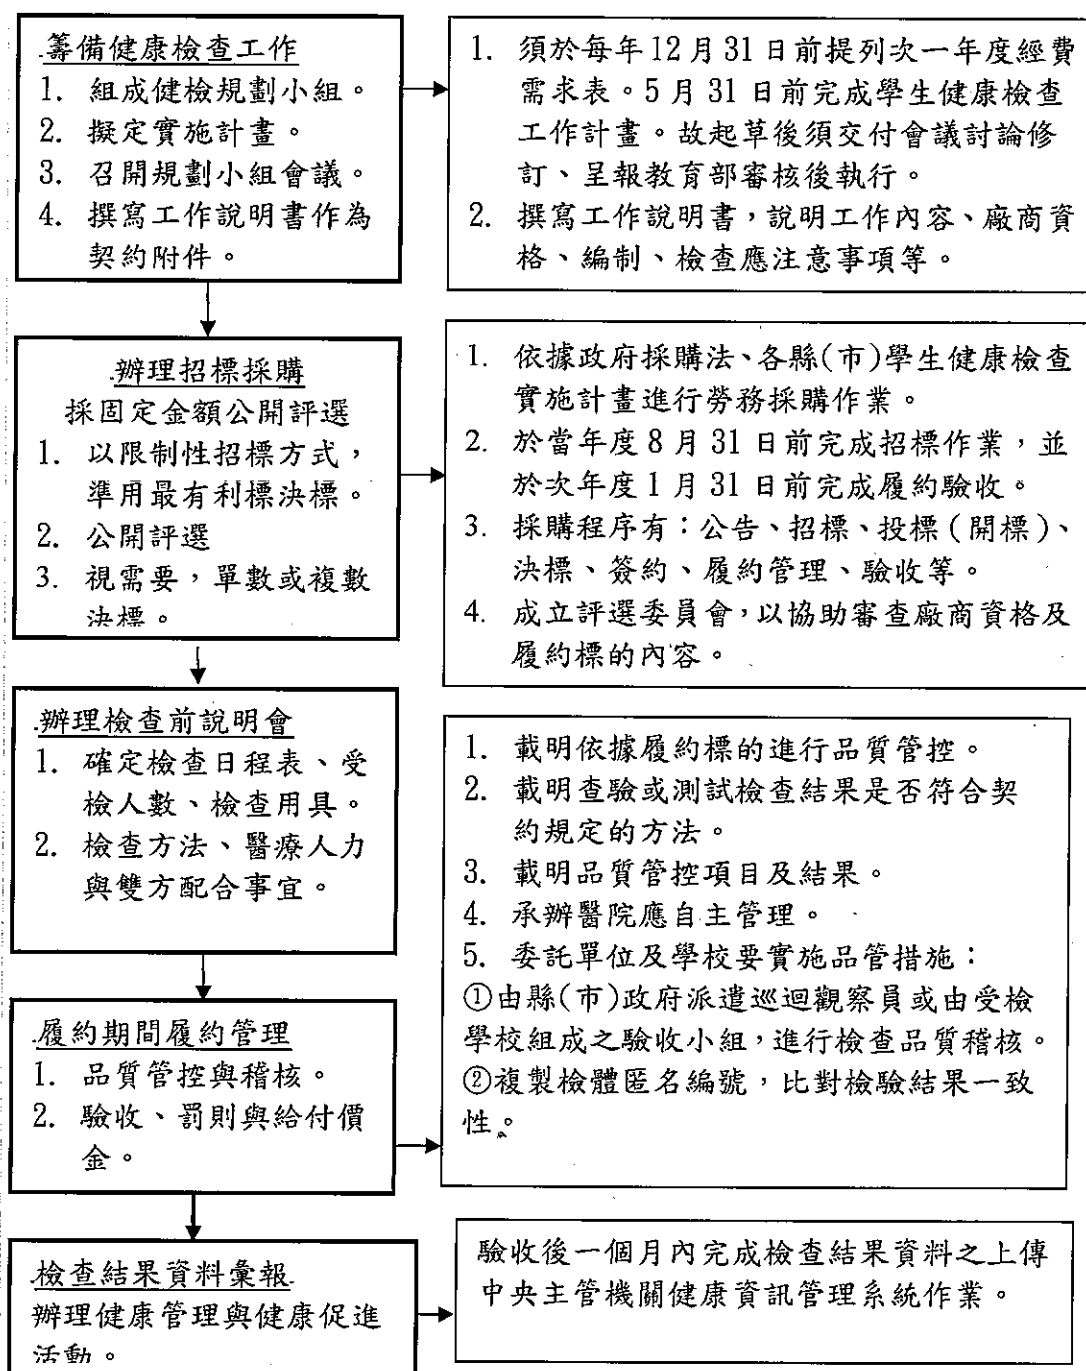 籌備健康檢查工作
1. 組成健檢規劃小組。
2. 擬定實施計畫。
3. 召開規劃小組會議。
4. 撰寫工作說明書作為
契約附件。
1. 須於每年12月31日前提列次一年度經費
需求表。5月31日前完成學生健康檢查
工作計畫。故起草後須交付會議討論修
訂、呈報教育部審核後執行。
2. 撰寫工作說明書，說明工作內容、廠商資
格、編制、檢查應注意事項等。
辦理招標採購
採固定金額公開評選
1. 以限制性招標方式，
準用最有利標決標。
2. 公開評選
3. 視需要，單數或複數
決標。
1. 依據政府採購法、各縣(市)學生健康檢查
實施計畫進行勞務採購作業。
2. 於當年度8月31日前完成招標作業，並
於次年度1月31日前完成履約驗收。
3. 採購程序有：公告、招標、投標(開標)、
決標、簽約、履約管理、驗收等。
4. 成立評選委員會，以協助審查廠商資格及
履約標的內容。
辦理檢查前說明會
1. 確定檢查日程表、受
檢人數、檢查用具。
2. 檢查方法、醫療人力
與雙方配合事宜。
履約期間履約管理
1. 品質管控與稽核。
2. 驗收、罰則與給付價
金。
1. 載明依據履約標的進行品質管控。
2. 載明查驗或測試檢查結果是否符合契
約規定的方法。
3. 載明品質管控項目及結果。
4. 承辦醫院應自主管理。
5. 委託單位及學校要實施品管措施：
①由縣(市)政府派遣巡迴觀察員或由受檢
學校組成之驗收小組，進行檢查品質稽核。
②複製檢體匿名編號，比對檢驗結果一致
性。
檢查結果資料彙報
辦理健康管理與健康促進
活動。
驗收後一個月內完成檢查結果資料之上傳
中央主管機關健康資訊管理系統作業。